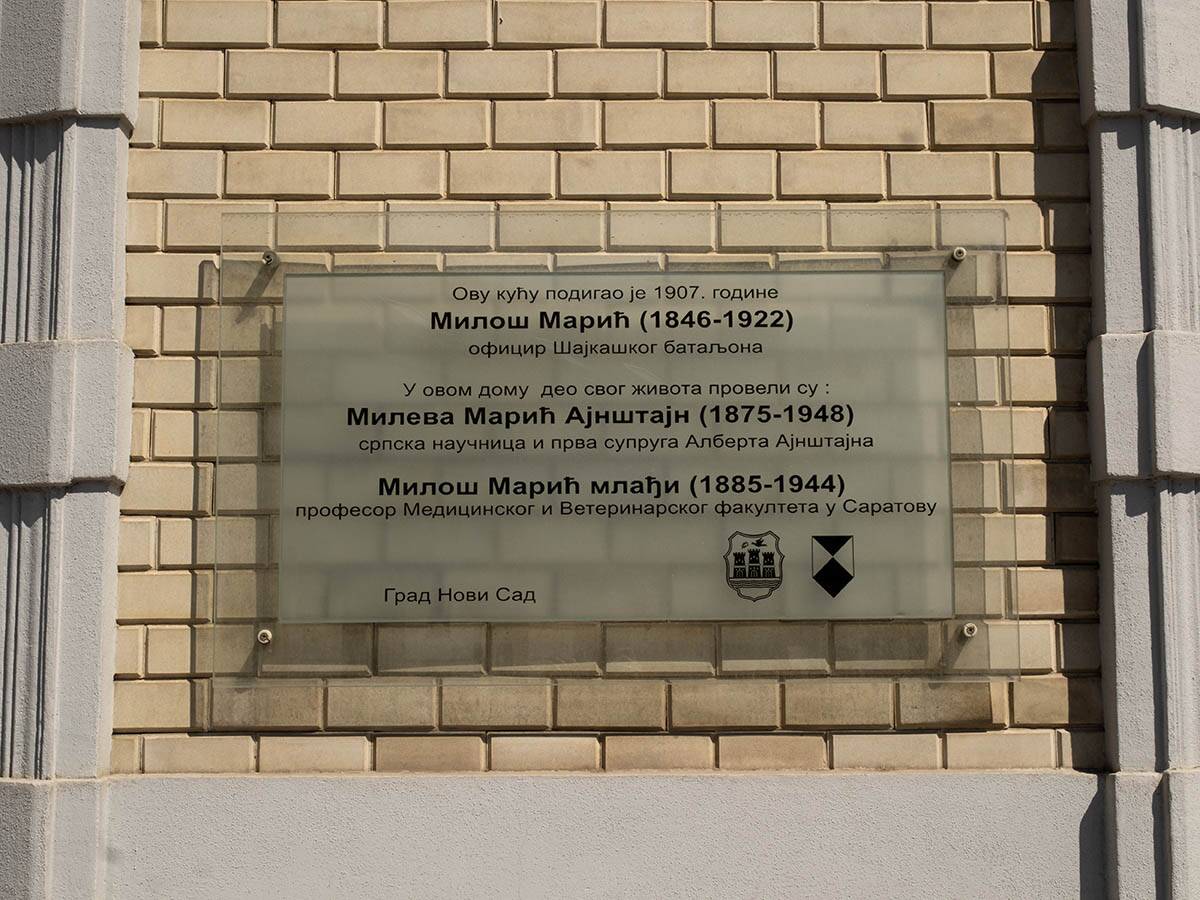 Ову кућу подигао је 1907. године
Милош Марић (1846-1922)
официр Шајкашког батаљона
У овом дому део свог живота провели су :
Милева Марић Ајнштајн (1875-1948)
српска научница и прва супруга Алберта Ајнштајна
Милош Марић млађи (1885-1944)
професор Медицинског и Ветеринарског факултета у Саратову
Град Нови Сад